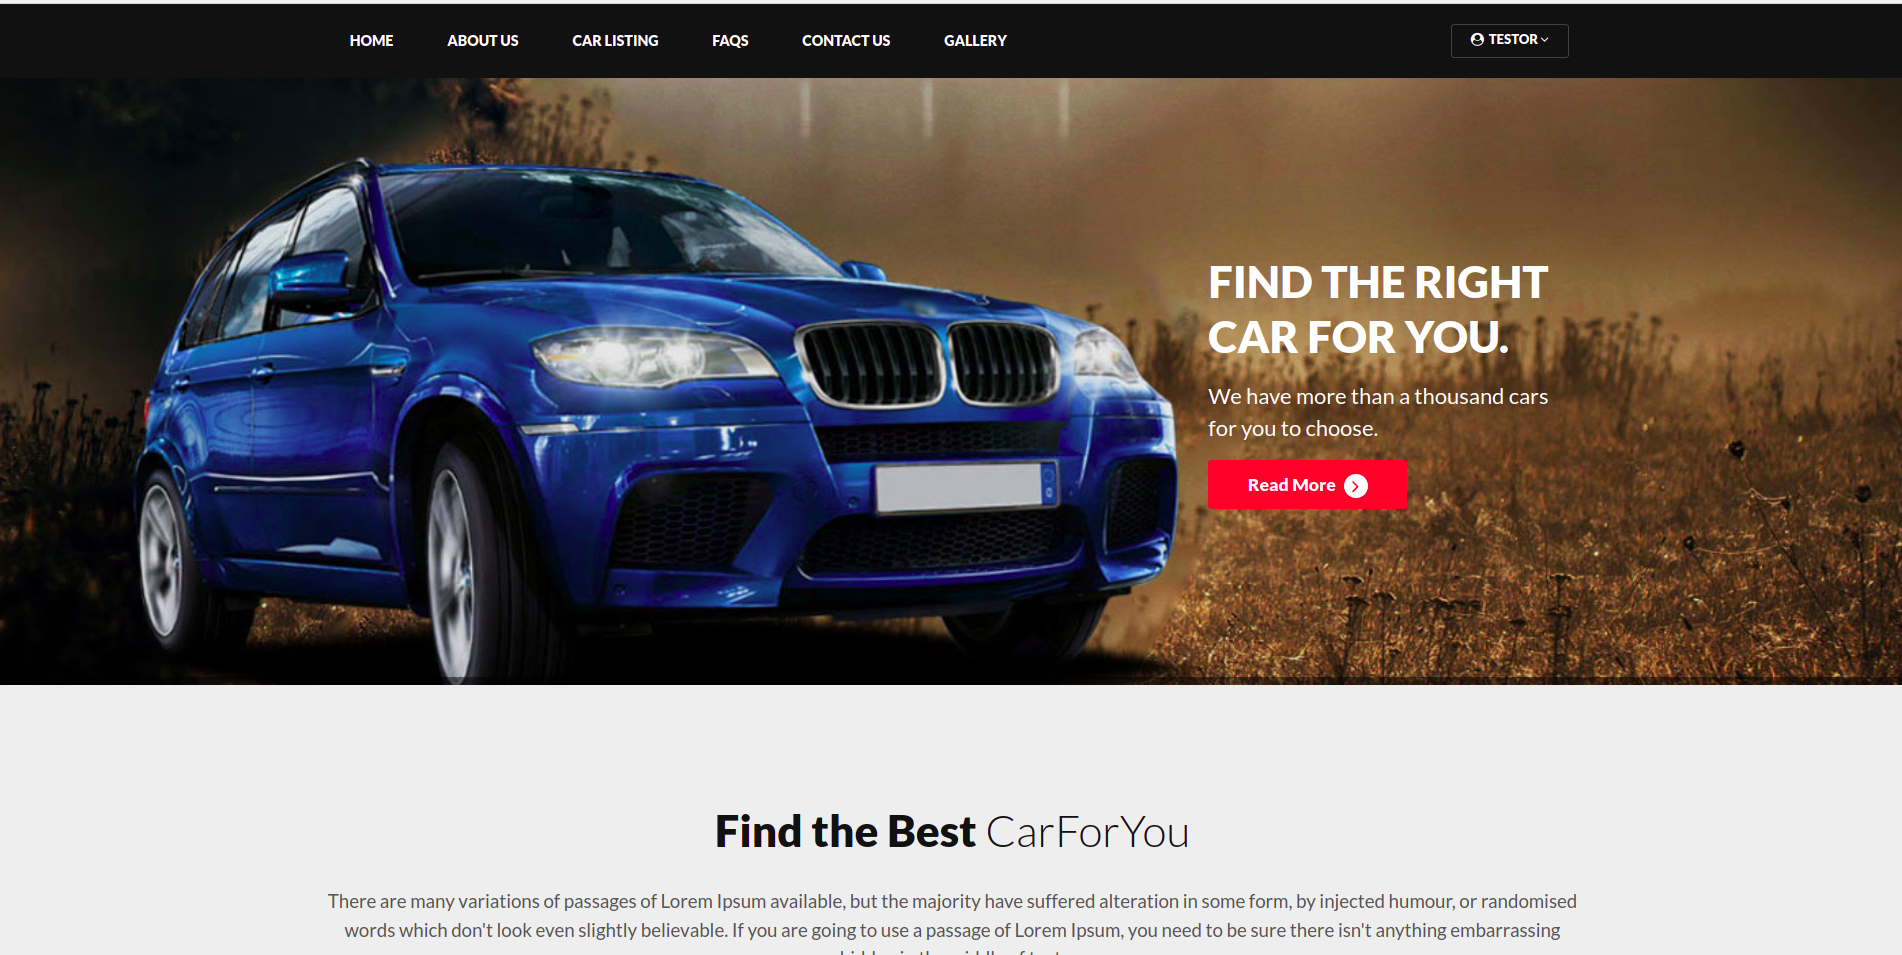 HOME ABOUT US CAR LISTING FAQS CONTACT US GALLERY TESTOR
FIND THE RIGHT
CAR FOR YOU.
We have more than a thousand cars
for you to choose.
Read More
Find the Best CarForYou
There are many variations of passages of Lorem Ipsum available, but the majority have suffered alteration in some form, by injected humour, or randomised
words which don't look even slightly believable. If you are going to use a passage of Lorem Ipsum, you need to be sure there isn't anything embarrassing